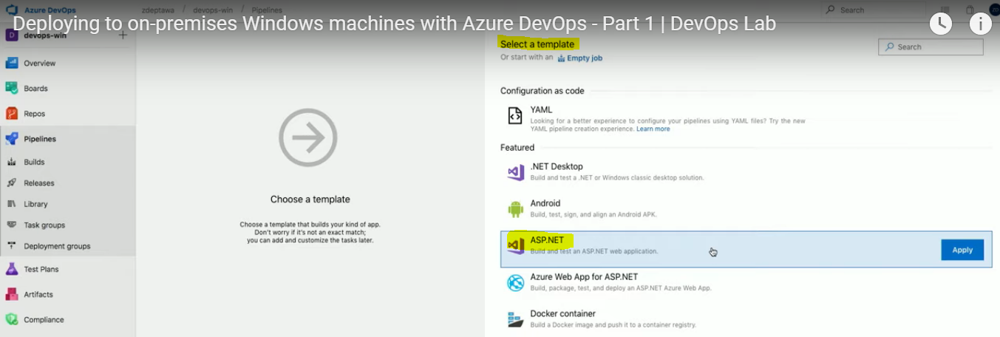 Azure DevOps
zdeptawa / devops-win / Pipelines
Search
Deploying to on-premises Windows machines with Azure DevOps - Part 1 | DevOps Lab
D devops-win +
Overview
Boards
Repos
Pipelines
Builds
Releases
Library
Task groups
Deployment groups
Test Plans
Artifacts
Compliance
Choose a template
Choose a template that builds your kind of app.
Don't worry if it's not an exact match;
you can add and customize the tasks later.
Select a template
Or start with an Empty job
Search
Configuration as code
YAML
Looking for a better experience to configure your pipelines using YAML files? Try the new
YAML pipeline creation experience. Learn more
Featured
.NET Desktop
Build and test a .NET or Windows classic desktop solution.
Android
Build, test, sign, and align an Android APK.
ASP.NET
Build and test an ASP.NET web application.
Apply
Azure Web App for ASP.NET
Build, package, test, and deploy an ASP.NET Azure Web App.
Docker container
Build a Docker image and push it to a container registry.